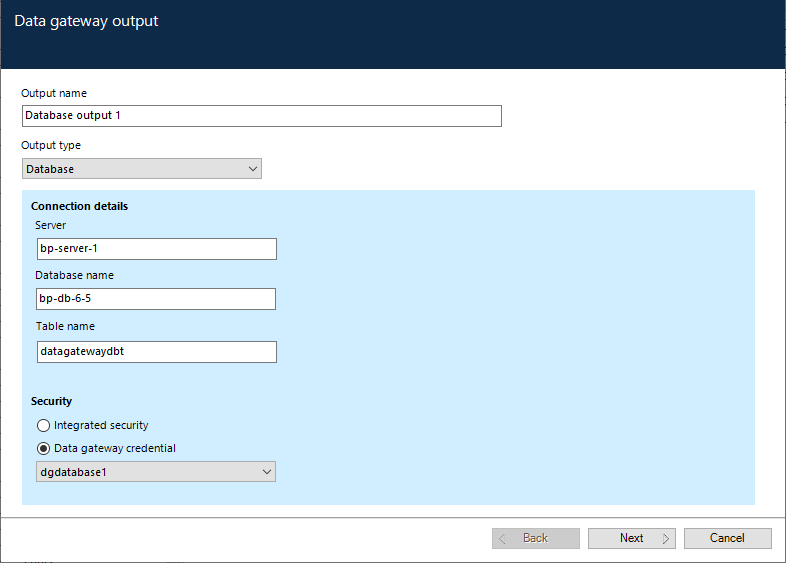 Data gateway output
Output name
Database output 1
Output type
Database
Connection details
Server
bp-server-1
Database name
bp-db-6-5
Table name
datagatewaydbt
Security
Integrated security
Data gateway credential
dgdatabase1
Back
Next
Cancel